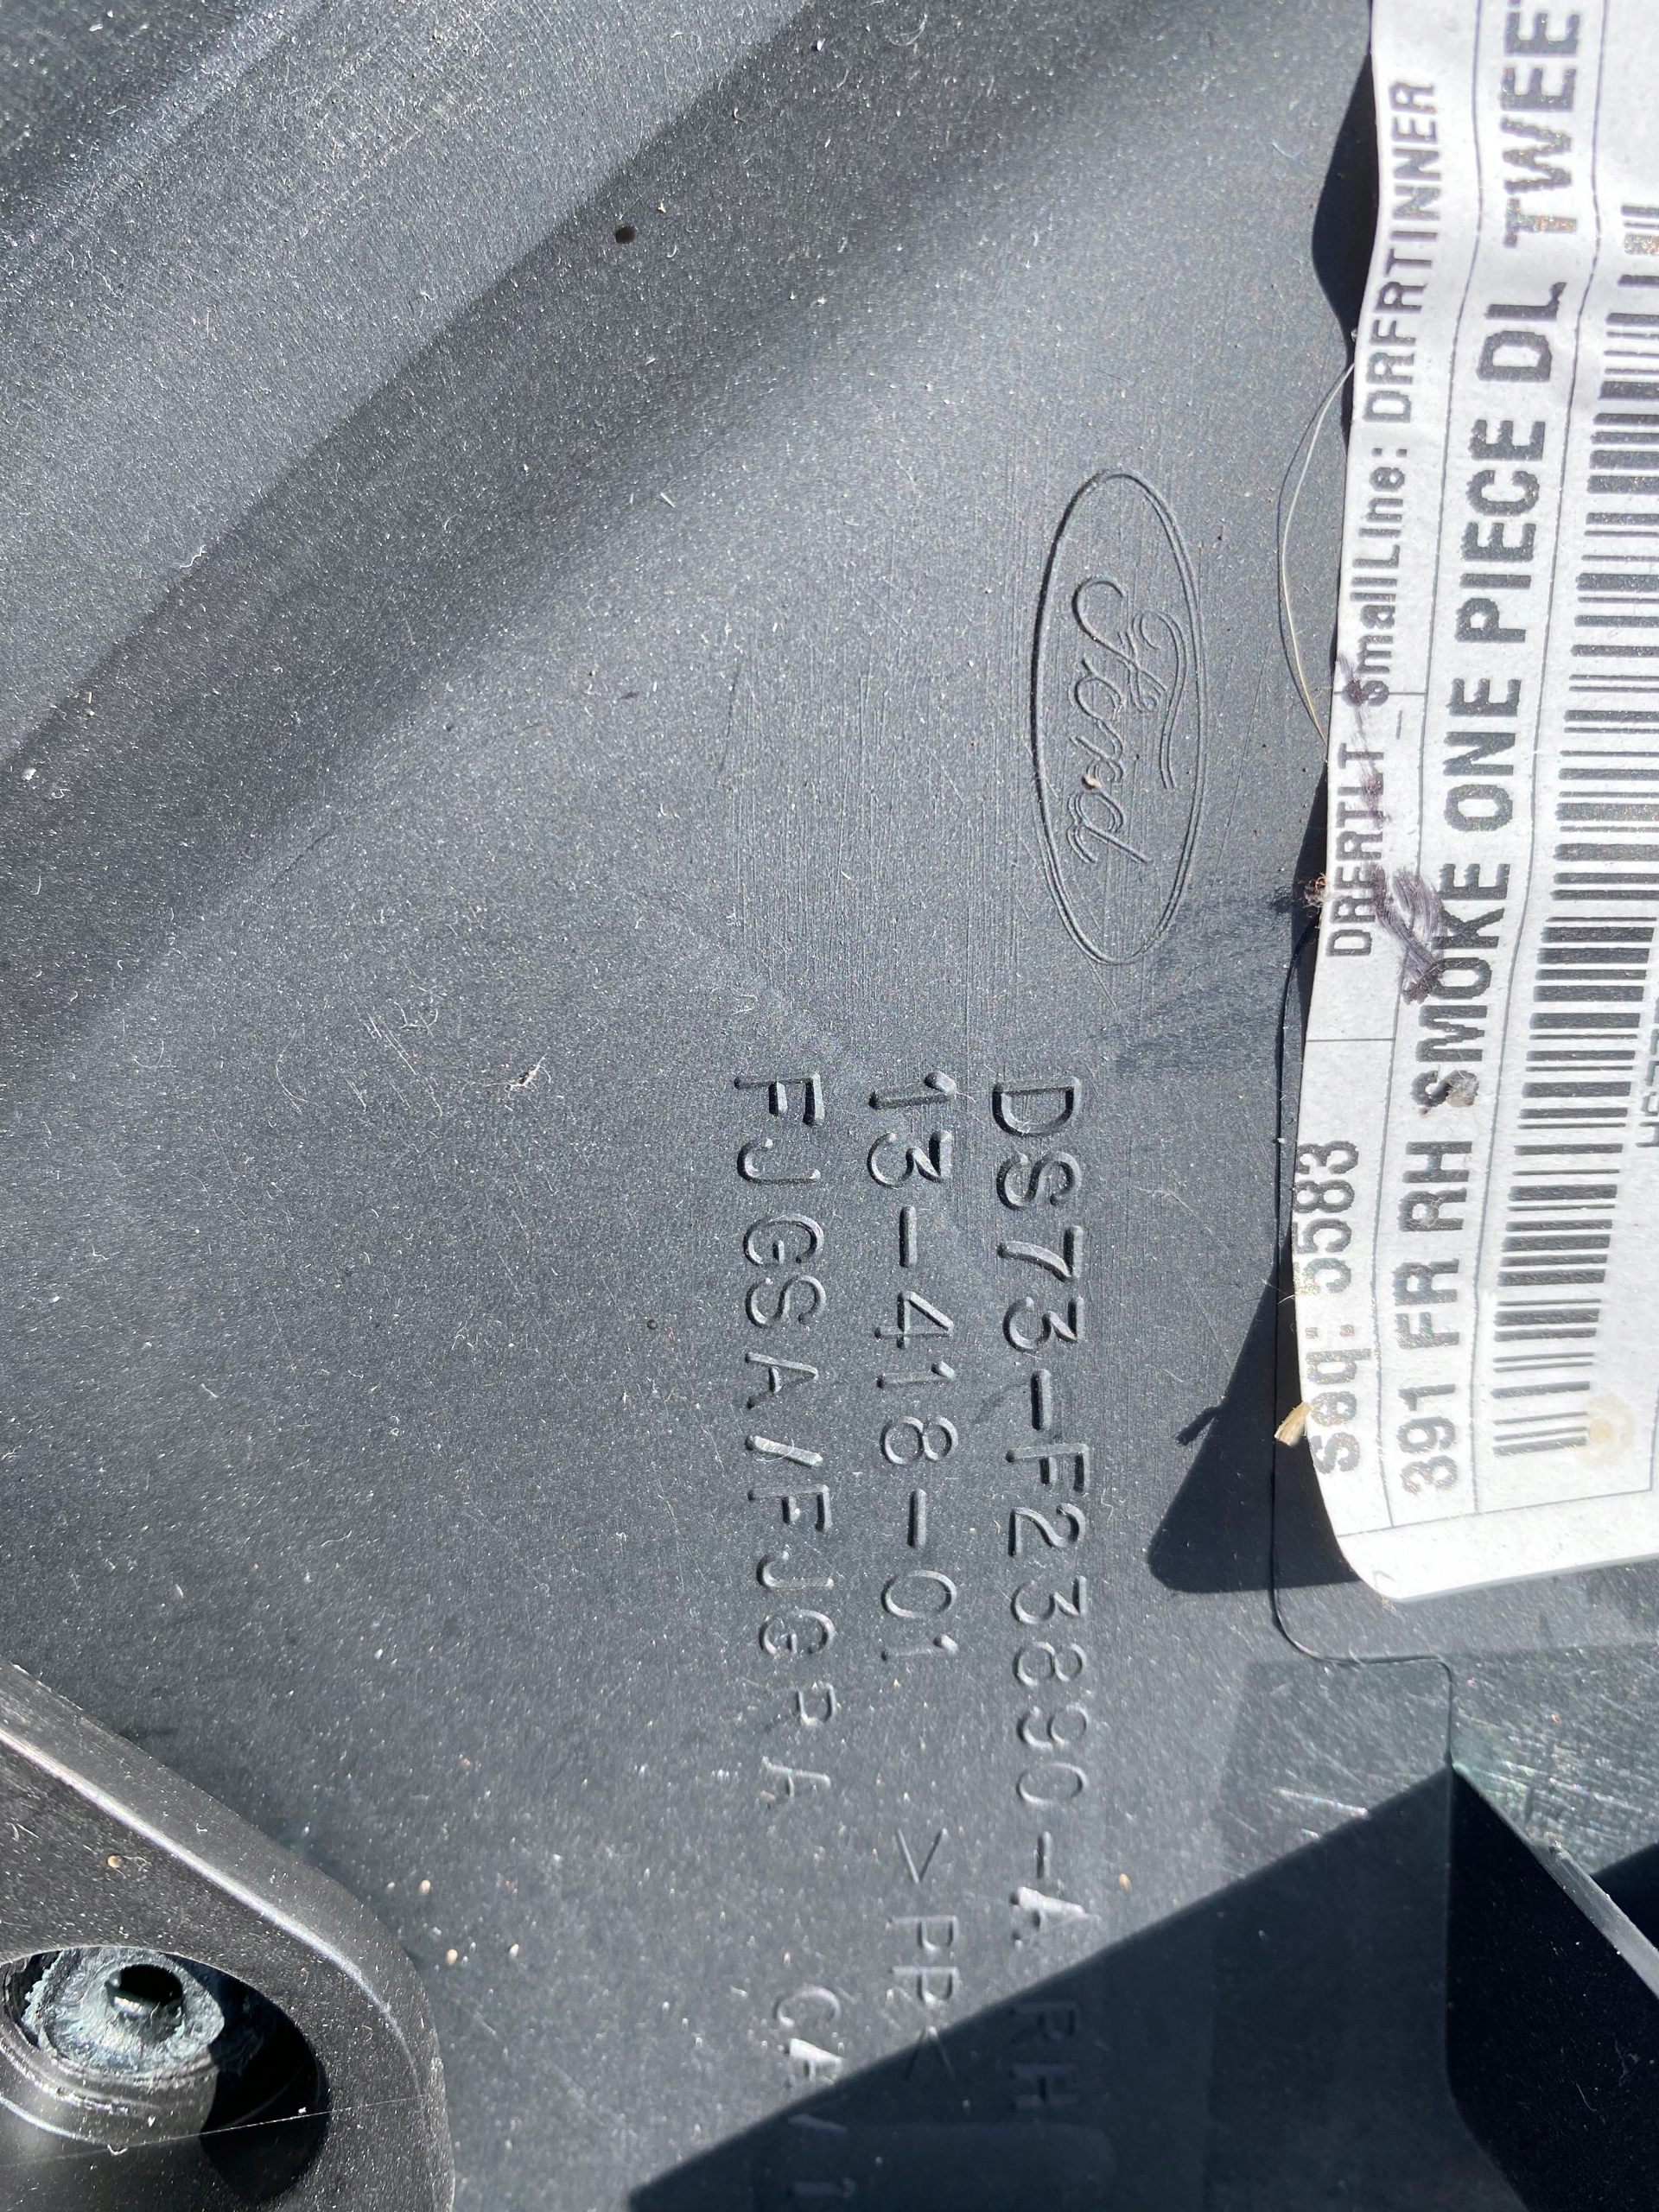 Ford
DS73-F23890-A RH
13-418-01 >PP<
FJGSA/FJGRA
DRFRTLT_SmallLine: DRFRTINNER
Seq: 5583
391 FR RH SMOKE ONE PIECE DL TWEE